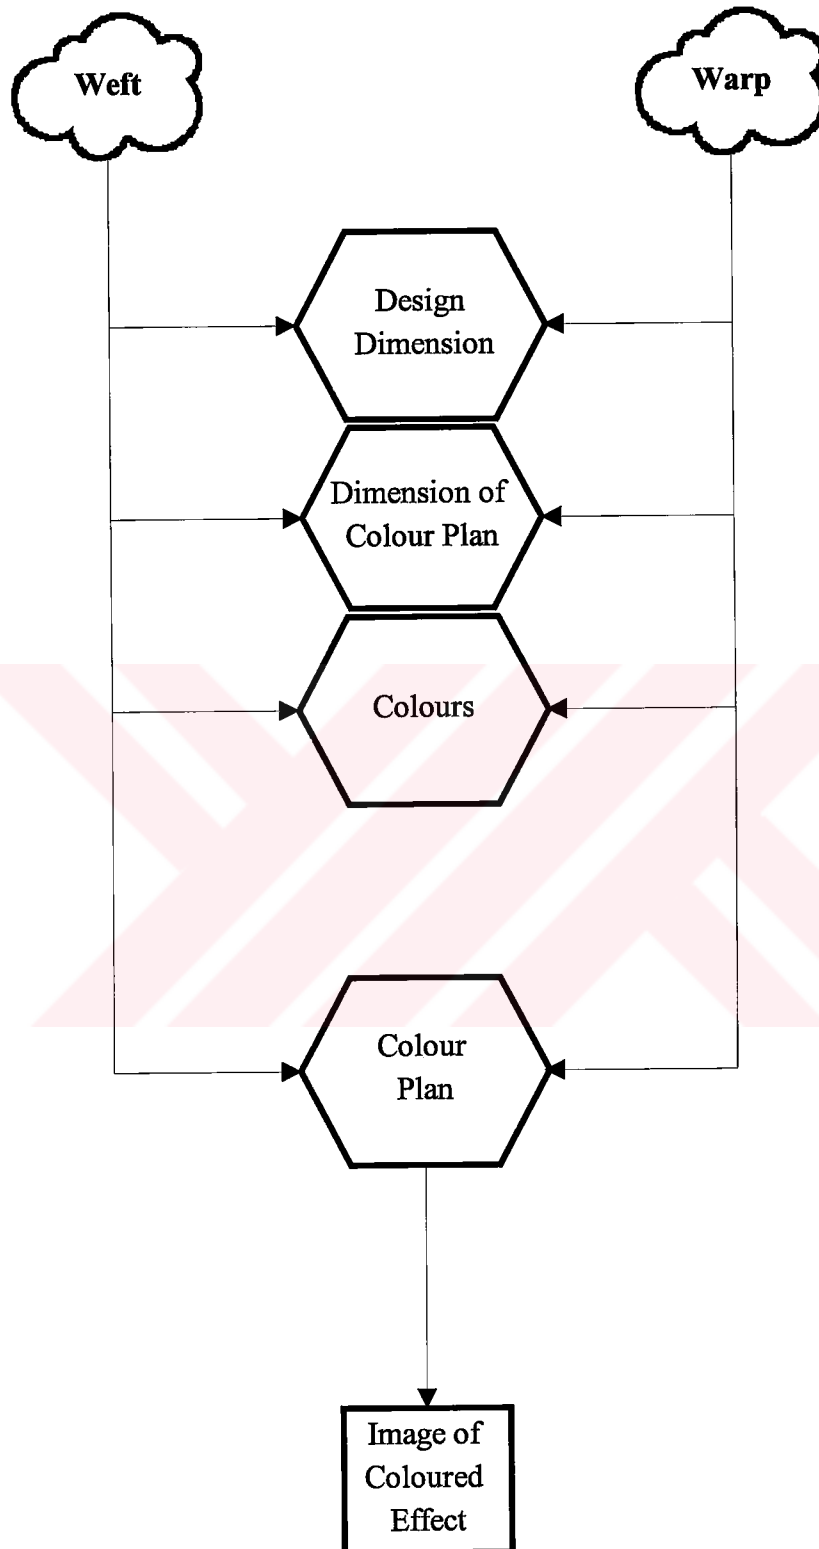 Weft
Warp
Design
Dimension
Dimension of
Colour Plan
Colours
Colour
Plan
Image of
Coloured
Effect